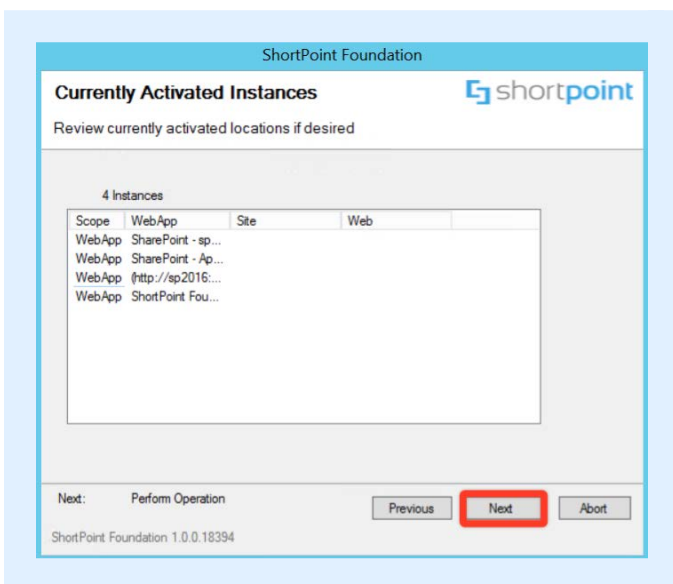 ShortPoint Foundation
Currently Activated Instances
shortpoint
Review currently activated locations if desired
4 Instances
Scope WebApp Site Web
WebApp SharePoint - sp...
WebApp SharePoint - Ap...
WebApp (http://sp2016:...
WebApp ShortPoint Fou...
Next: Perform Operation
Previous Next Abort
ShortPoint Foundation 1.0.0.18394